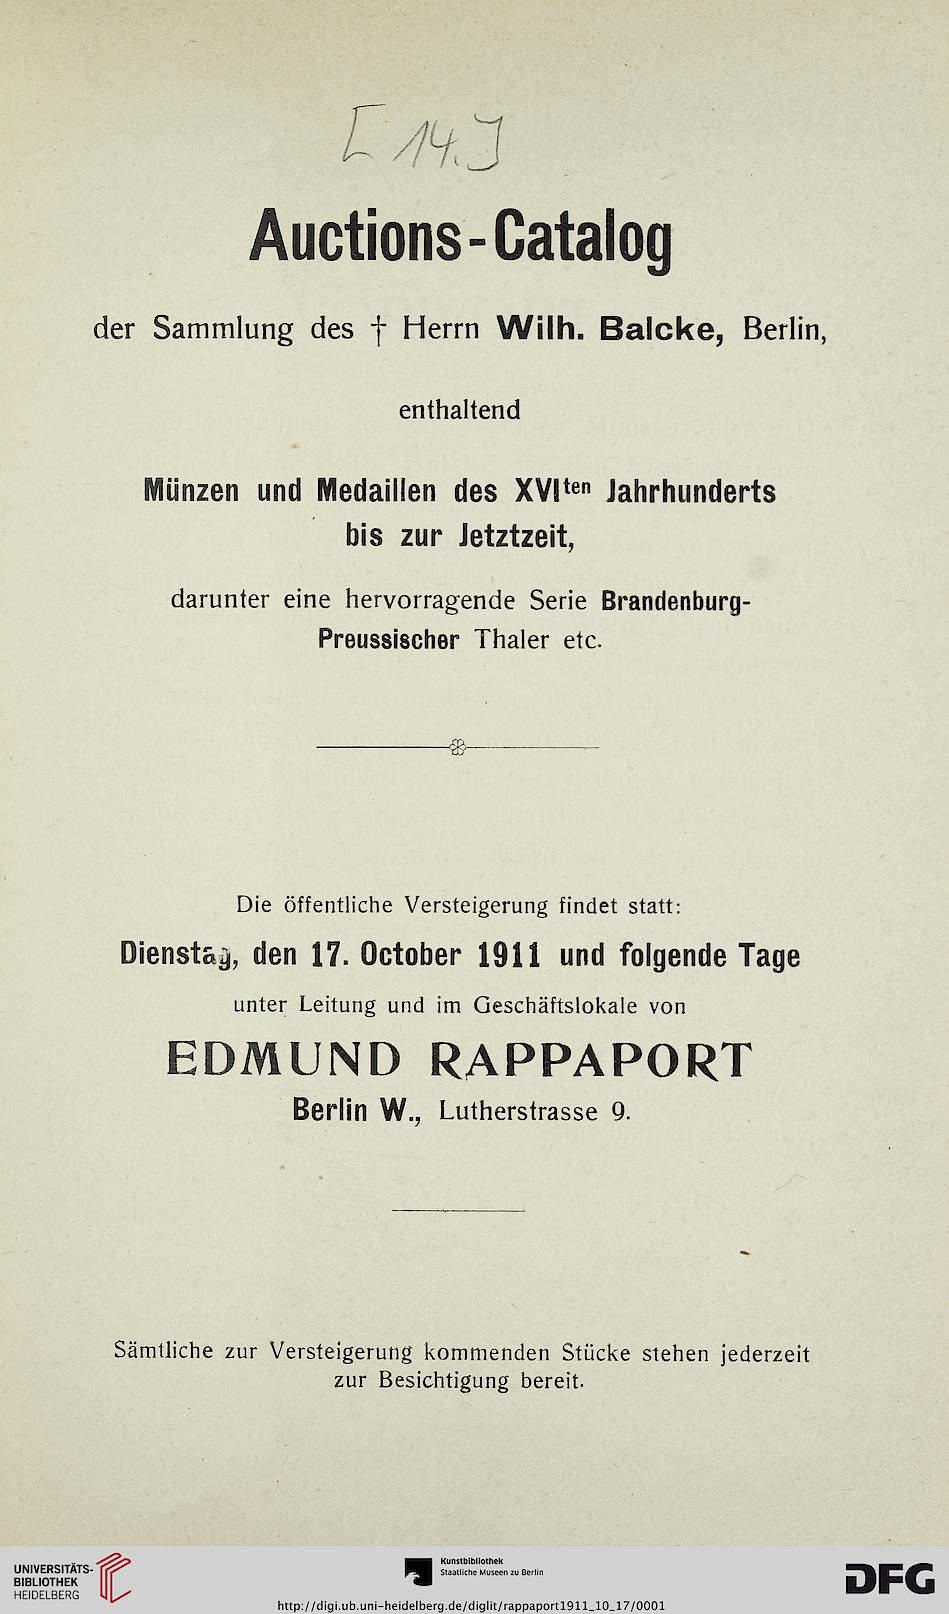 [14.]
Auctions-Catalog
der Sammlung des † Herrn Wilh. Balcke, Berlin,
enthaltend
Münzen und Medaillen des XVIten Jahrhunderts
bis zur Jetztzeit,
darunter eine hervorragende Serie Brandenburg-
Preussischer Thaler etc.
Die öffentliche Versteigerung findet statt:
Dienstag, den 17. October 1911 und folgende Tage
unter Leitung und im Geschäftslokale von
EDMUND RAPPAPORT
Berlin W., Lutherstrasse 9.
Sämtliche zur Versteigerung kommenden Stücke stehen jederzeit
zur Besichtigung bereit.
UNIVERSITÄTS-
BIBLIOTHEK
HEIDELBERG
Kunstbibliothek
Staatliche Museen zu Berlin
DFG
http://digi.ub.uni-heidelberg.de/diglit/rappaport1911_10_17/0001